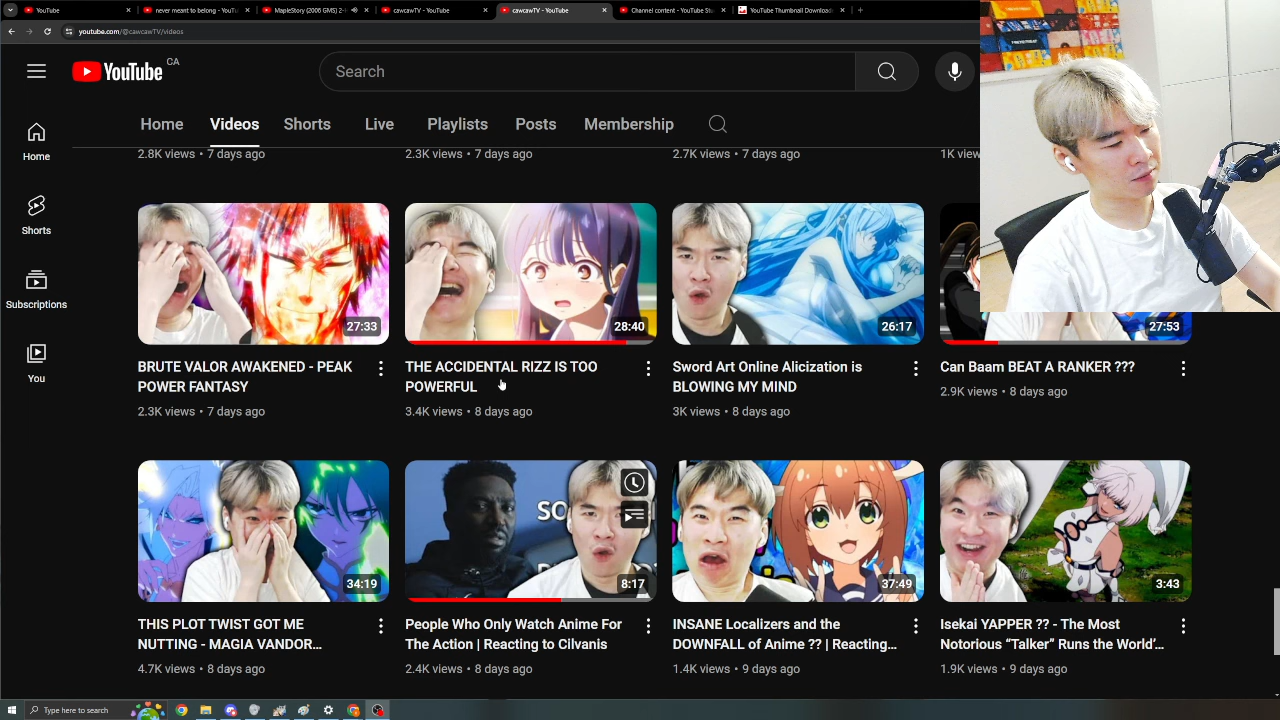 YouTube
never meant to belong - YouTu
MapleStory (2006 GMS) 2-
cawcawTV - YouTube
cawcawTV - YouTube
Channel content - YouTube Stu
YouTube Thumbnail Download
youtube.com/@cawcawTV/videos
YouTube CA
Search
Home
Videos
Shorts
Live
Playlists
Posts
Membership
Home
Shorts
Subscriptions
You
2.8K views • 7 days ago
2.3K views • 7 days ago
2.7K views • 7 days ago
1K view
27:33
28:40
26:17
27:53
BRUTE VALOR AWAKENED - PEAK
POWER FANTASY
2.3K views • 7 days ago
THE ACCIDENTAL RIZZ IS TOO
POWERFUL
3.4K views • 8 days ago
Sword Art Online Alicization is
BLOWING MY MIND
3K views • 8 days ago
Can Baam BEAT A RANKER ???
2.9K views • 8 days ago
SO
34:19
8:17
37:49
3:43
THIS PLOT TWIST GOT ME
NUTTING - MAGIA VANDOR...
4.7K views • 8 days ago
People Who Only Watch Anime For
The Action | Reacting to Cilvanis
2.4K views • 8 days ago
INSANE Localizers and the
DOWNFALL of Anime ?? | Reacting...
1.4K views • 9 days ago
Isekai YAPPER ?? - The Most
Notorious “Talker” Runs the World’...
1.9K views • 9 days ago
Type here to search